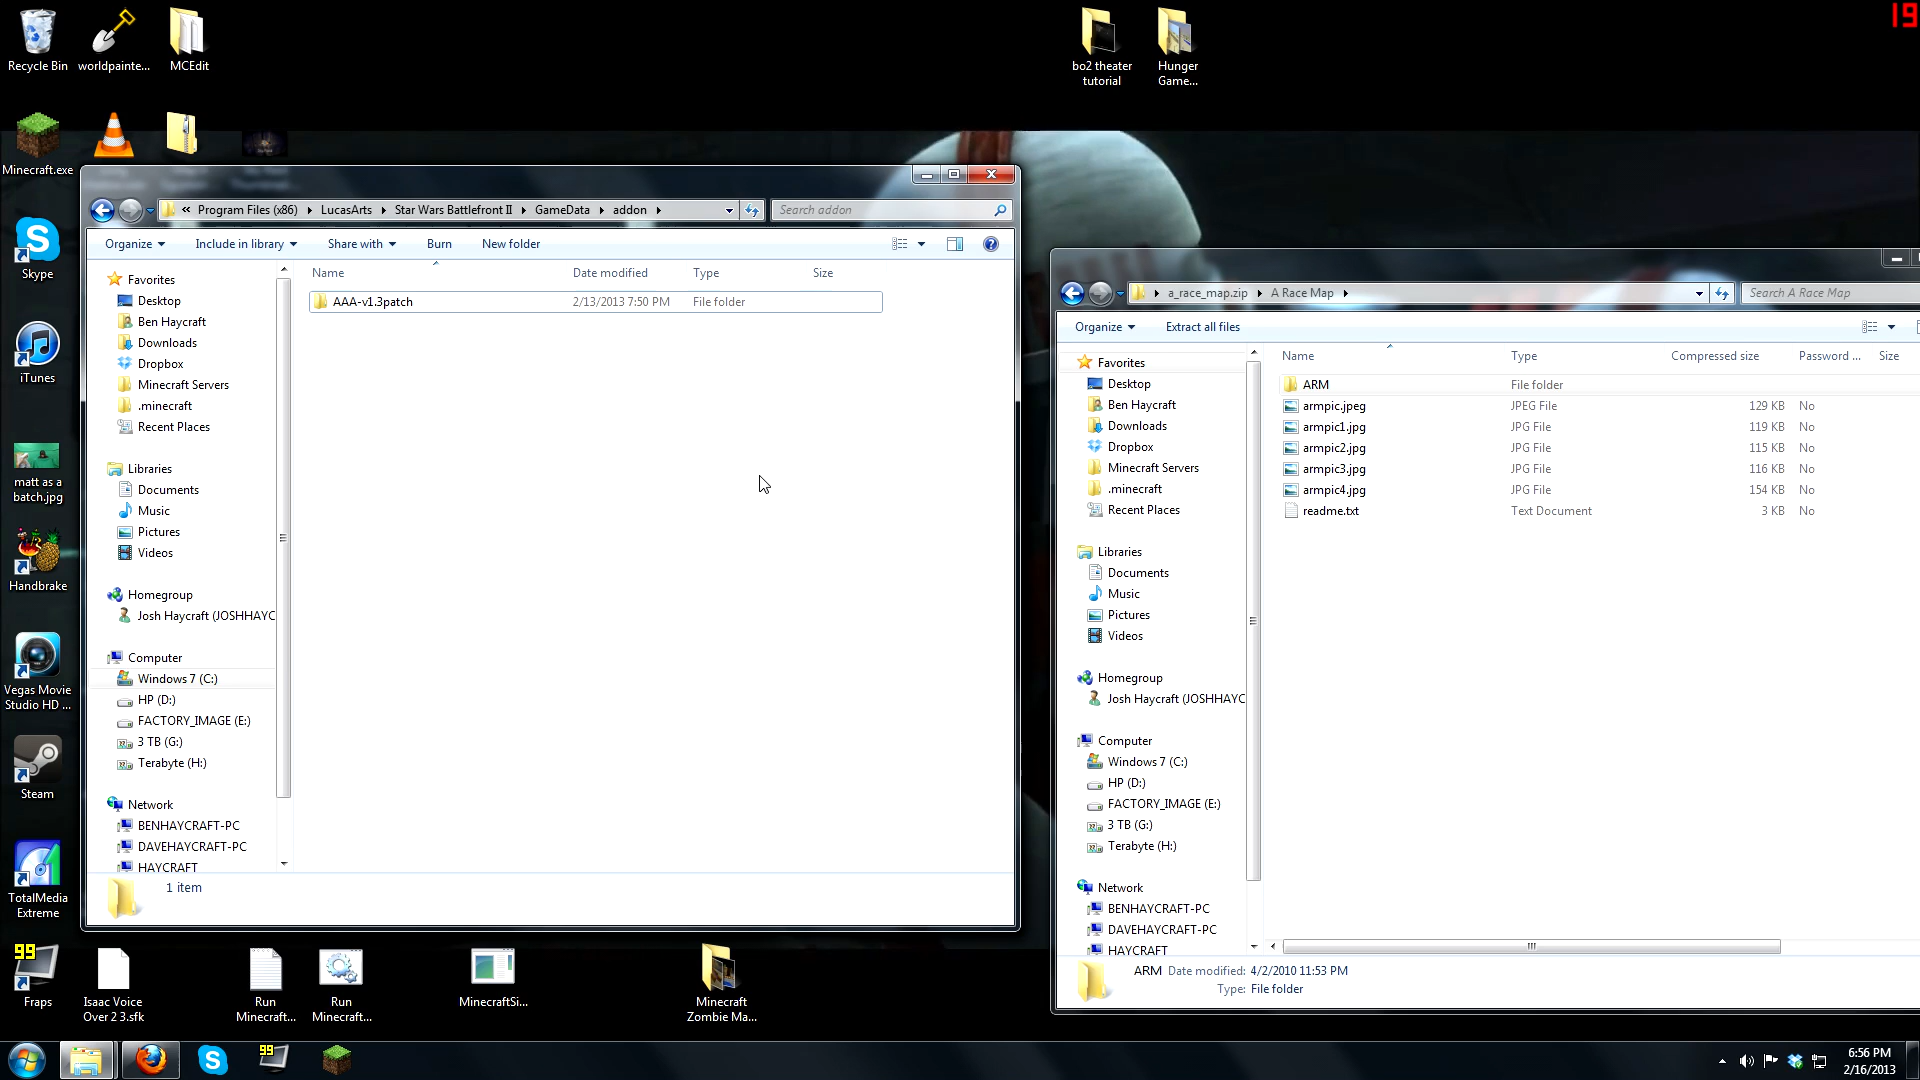 19
Recycle Bin
worldpainte...
MCEdit
bo2 theater
tutorial
Hunger
Game...
Minecraft.exe
Skype
iTunes
matt as a
batch.jpg
Handbrake
Vegas Movie
Studio HD ...
Steam
TotalMedia
Extreme
99
Fraps
Isaac Voice
Over 2 3.sfk
Run
Minecraft...
Run
Minecraft...
MinecraftSi...
Minecraft
Zombie Ma...
« Program Files (x86) LucasArts Star Wars Battlefront II GameData addon
Search addon
Organize Include in library Share with Burn New folder
Name Date modified Type Size
AAA-v1.3patch 2/13/2013 7:50 PM File folder
Favorites
Desktop
Ben Haycraft
Downloads
Dropbox
Minecraft Servers
.minecraft
Recent Places
Libraries
Documents
Music
Pictures
Videos
Homegroup
Josh Haycraft (JOSHHAYC
Computer
Windows 7 (C:)
HP (D:)
FACTORY_IMAGE (E:)
3 TB (G:)
Terabyte (H:)
Network
BENHAYCRAFT-PC
DAVEHAYCRAFT-PC
HAYCRAFT
1 item
a_race_map.zip A Race Map
Search A Race Map
Organize Extract all files
Name Type Compressed size Password ... Size
ARM File folder
armpic.jpeg JPEG File 129 KB No
armpic1.jpg JPG File 119 KB No
armpic2.jpg JPG File 115 KB No
armpic3.jpg JPG File 116 KB No
armpic4.jpg JPG File 154 KB No
readme.txt Text Document 3 KB No
Favorites
Desktop
Ben Haycraft
Downloads
Dropbox
Minecraft Servers
.minecraft
Recent Places
Libraries
Documents
Music
Pictures
Videos
Homegroup
Josh Haycraft (JOSHHAYC
Computer
Windows 7 (C:)
HP (D:)
FACTORY_IMAGE (E:)
3 TB (G:)
Terabyte (H:)
Network
BENHAYCRAFT-PC
DAVEHAYCRAFT-PC
HAYCRAFT
ARM Date modified: 4/2/2010 11:53 PM
Type: File folder
99
6:56 PM
2/16/2013